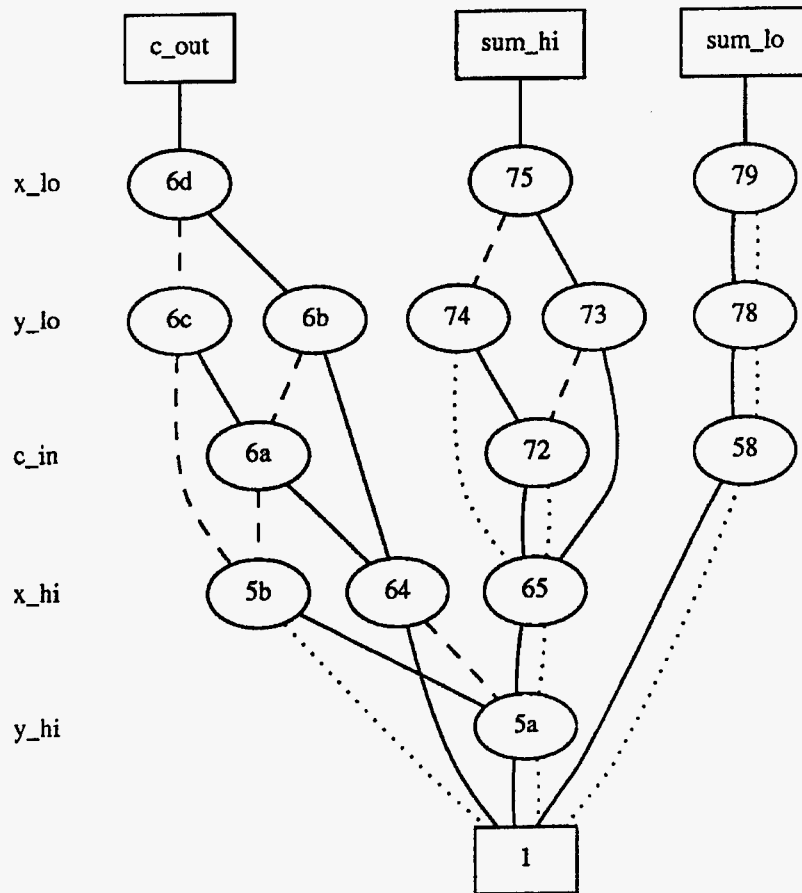 c_out sum_hi sum_lo
x_lo 6d 75 79
y_lo 6c 6b 74 73 78
c_in 6a 72 58
x_hi 5b 64 65
y_hi 5a
1